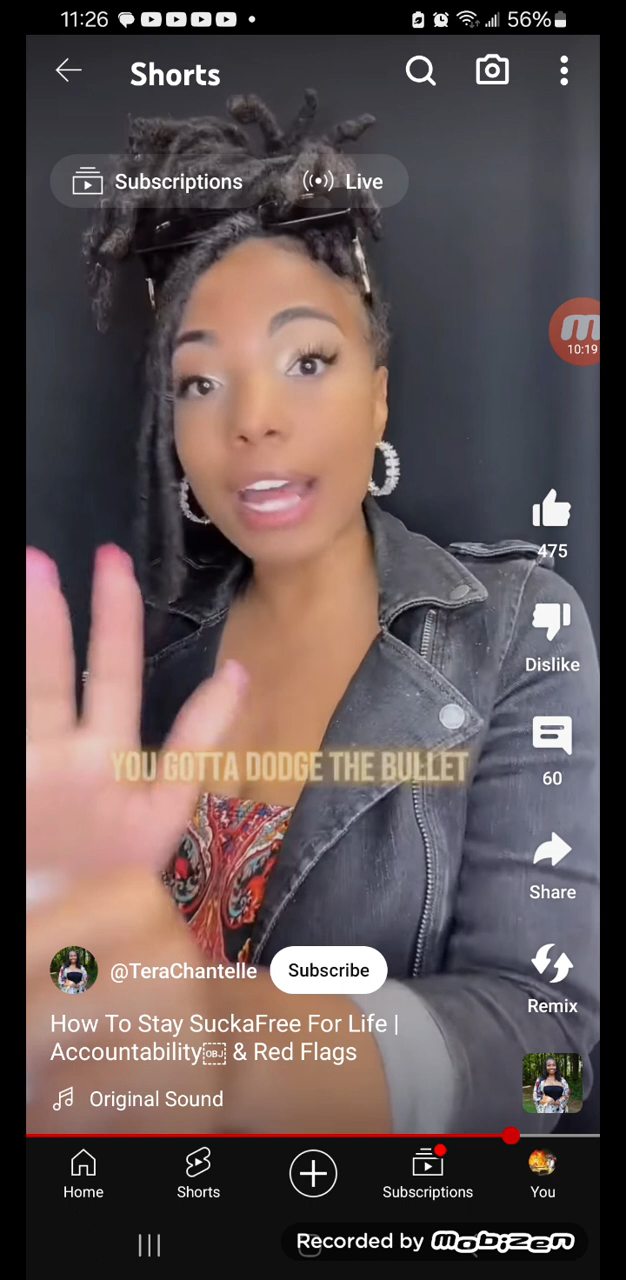 11:26
56%
Shorts
Subscriptions
Live
m
10:19
475
Dislike
60
YOU GOTTA DODGE THE BULLET
Share
@TeraChantelle
Subscribe
Remix
How To Stay SuckaFree For Life |
Accountability￼ & Red Flags
Original Sound
Home
Shorts
Subscriptions
You
Recorded by mobizen